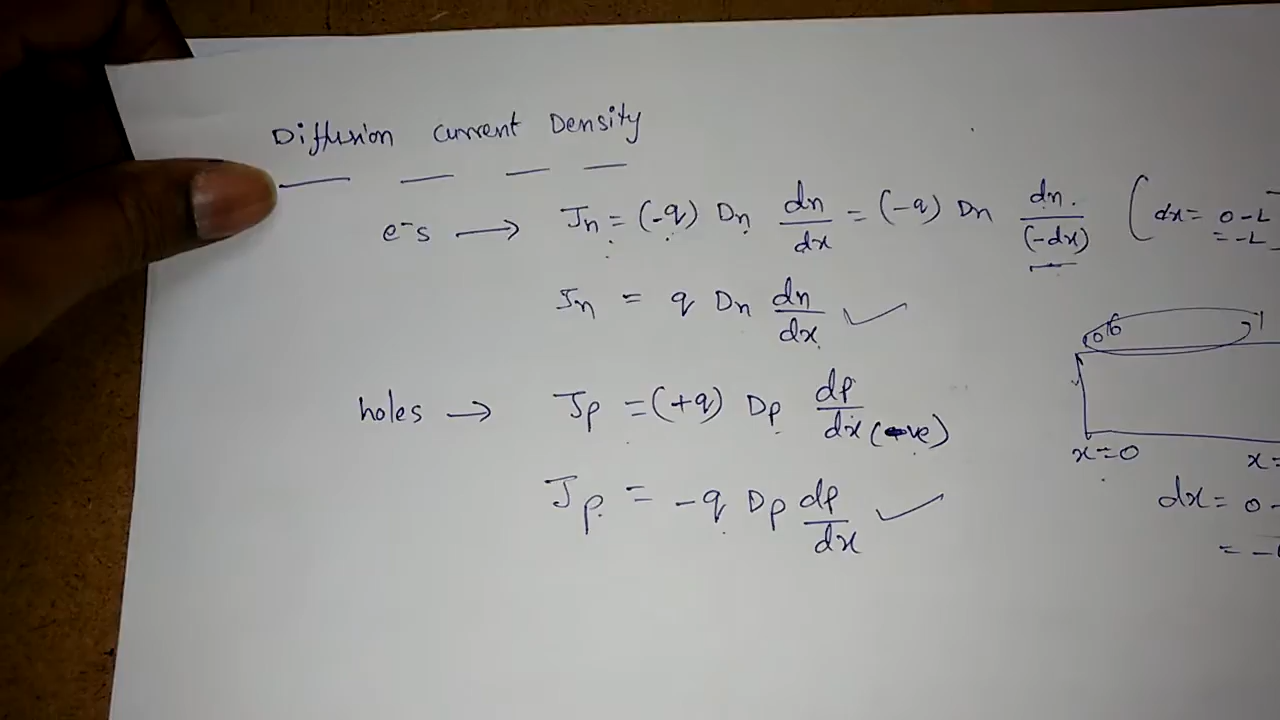 Diffusion Current Density
e⁻s → Jn = (-q) Dn dn/dx = (-q) Dn dn/(-dx) (dx = 0-L
= -L
Jn = q Dn dn/dx ✓
holes → Jp = (+q) Dp dp/dx (-ve)
Jp = -q Dp dp/dx ✓
x=0
x=
dx = 0-
= -